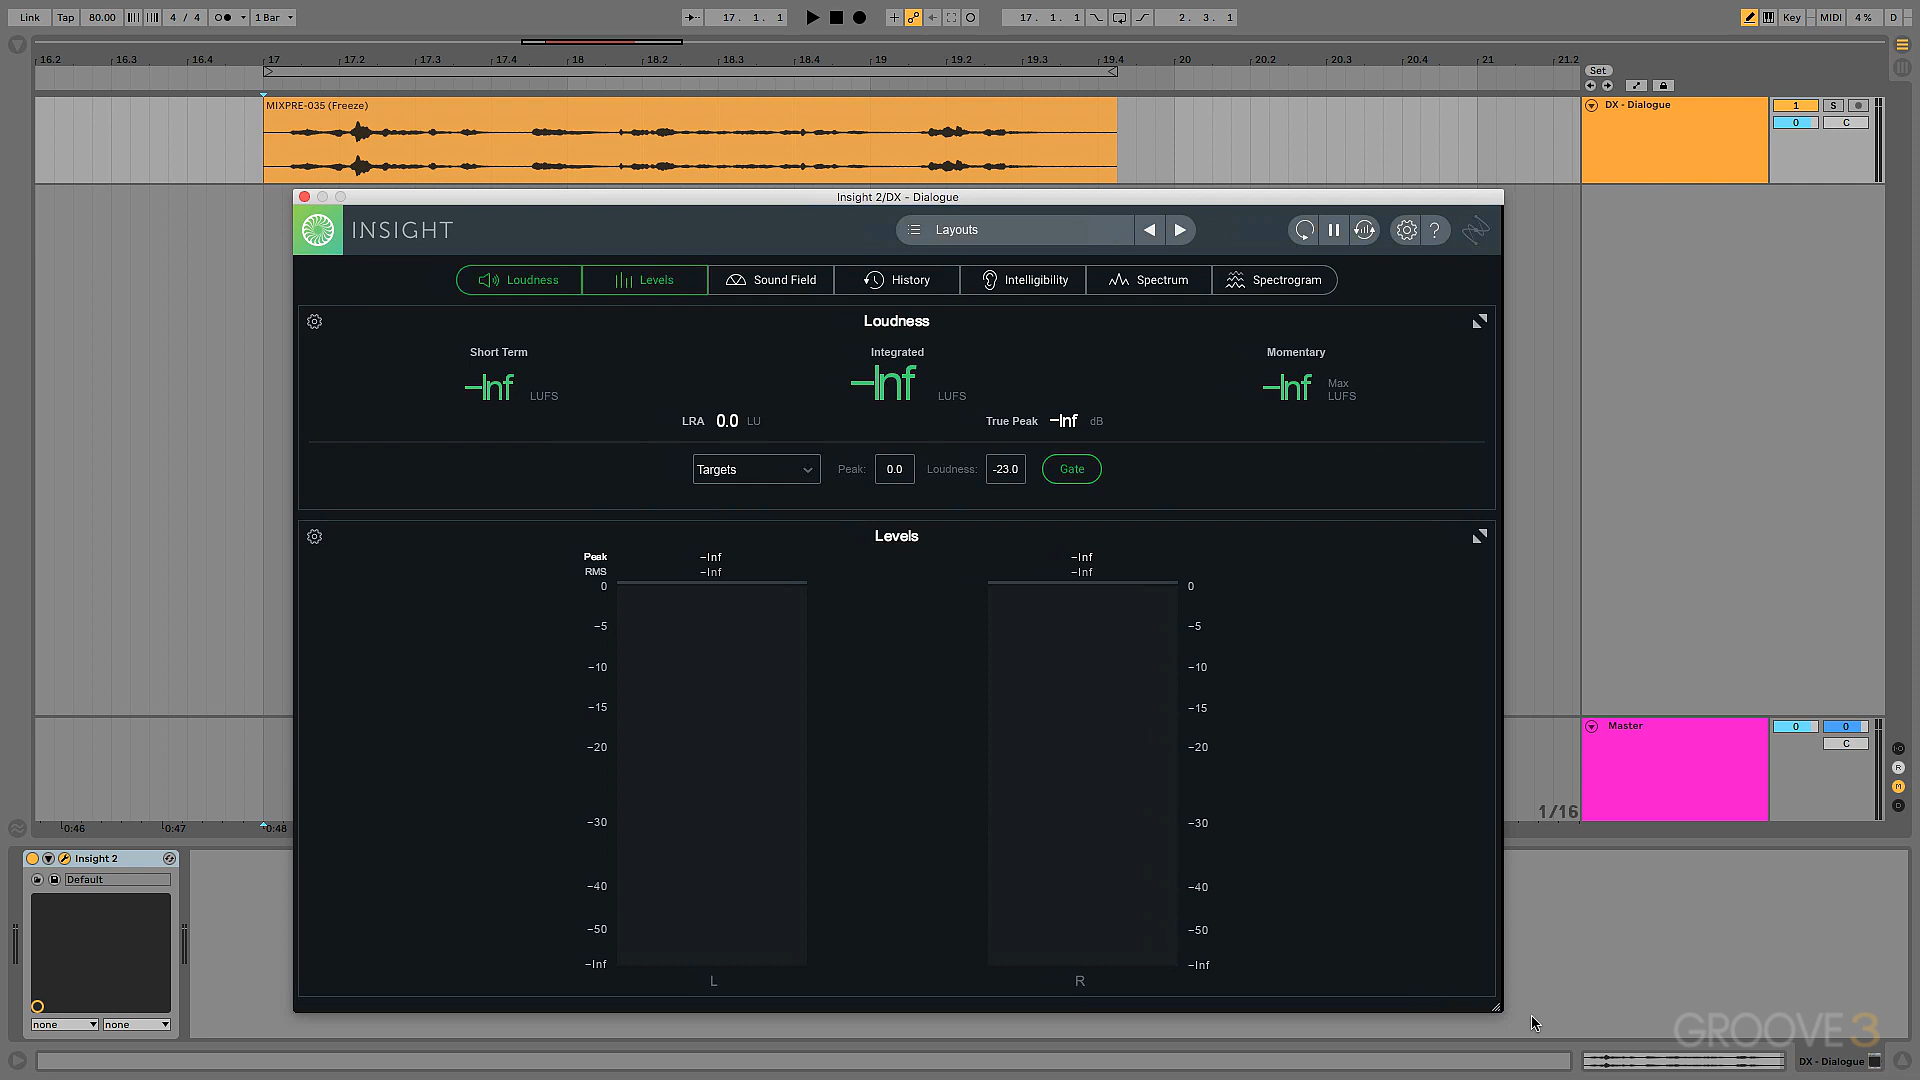 Link Tap 80.00 4 / 4 1 Bar 17. 1. 1 17. 1. 1 2. 3. 1 Key MIDI 4 % D
16.2 16.3 16.4 17 17.2 17.3 17.4 18 18.2 18.3 18.4 19 19.2 19.3 19.4 20 20.2 20.3 20.4 21 21.2
Set
MIXPRE-035 (Freeze) DX - Dialogue 1 S
0 C
Insight 2/DX - Dialogue
INSIGHT Layouts ?
Loudness Levels Sound Field History Intelligibility Spectrum Spectrogram
Loudness
Short Term Integrated Momentary
-Inf LUFS -Inf LUFS -Inf Max LUFS
LRA 0.0 LU True Peak -Inf dB
Targets Peak: 0.0 Loudness: -23.0 Gate
Levels
Peak -Inf -Inf
RMS -Inf -Inf
0 0
-5 -5
-10 -10
-15 -15
-20 -20
-30 -30
-40 -40
-50 -50
-Inf -Inf
L R
Master 0 0
C
R
M
D
1/16
0:46 0:47 0:48
Insight 2
Default
none none
GROOVE 3
DX - Dialogue